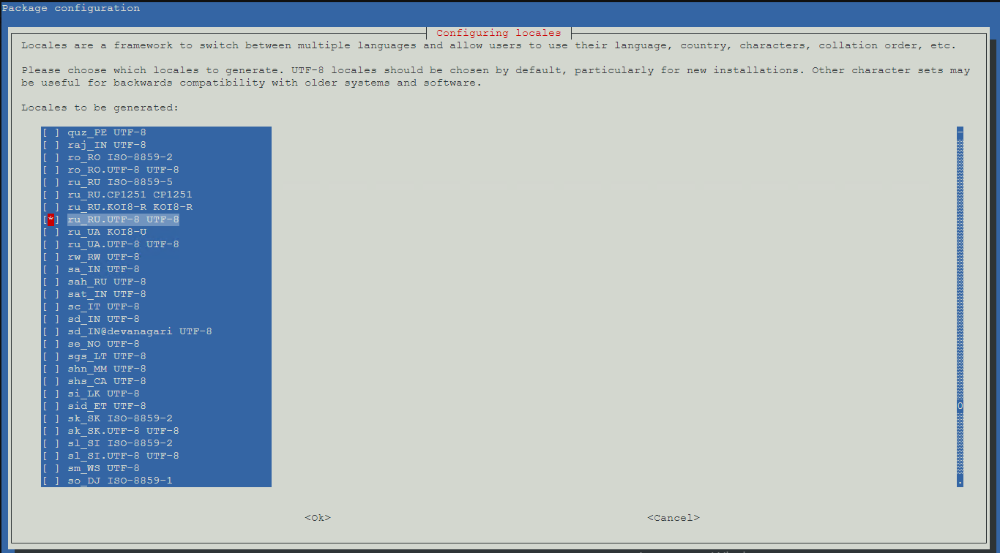 Package configuration
Configuring locales
Locales are a framework to switch between multiple languages and allow users to use their language, country, characters, collation order, etc.
Please choose which locales to generate. UTF-8 locales should be chosen by default, particularly for new installations. Other character sets may
be useful for backwards compatibility with older systems and software.
Locales to be generated:
[ ] quz_PE UTF-8
[ ] raj_IN UTF-8
[ ] ro_RO ISO-8859-2
[ ] ro_RO.UTF-8 UTF-8
[ ] ru_RU ISO-8859-5
[ ] ru_RU.CP1251 CP1251
[ ] ru_RU.KOI8-R KOI8-R
[*] ru_RU.UTF-8 UTF-8
[ ] ru_UA KOI8-U
[ ] ru_UA.UTF-8 UTF-8
[ ] rw_RW UTF-8
[ ] sa_IN UTF-8
[ ] sah_RU UTF-8
[ ] sat_IN UTF-8
[ ] sc_IT UTF-8
[ ] sd_IN UTF-8
[ ] sd_IN@devanagari UTF-8
[ ] se_NO UTF-8
[ ] sgs_LT UTF-8
[ ] shn_MM UTF-8
[ ] shs_CA UTF-8
[ ] si_LK UTF-8
[ ] sid_ET UTF-8
[ ] sk_SK ISO-8859-2
[ ] sk_SK.UTF-8 UTF-8
[ ] sl_SI ISO-8859-2
[ ] sl_SI.UTF-8 UTF-8
[ ] sm_WS UTF-8
[ ] so_DJ ISO-8859-1
<Ok> <Cancel>